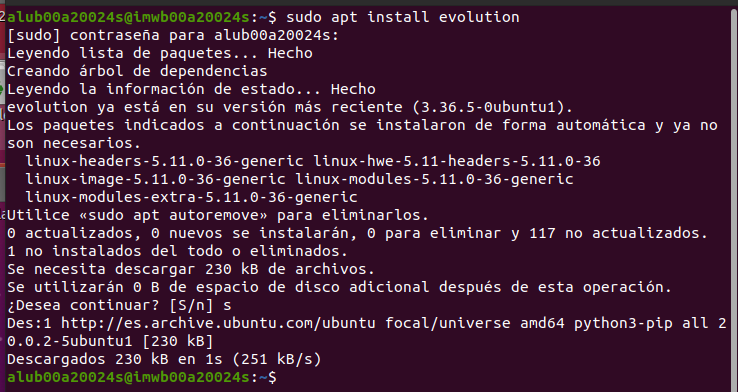 alub00a20024s@imwb00a20024s:~$ sudo apt install evolution
[sudo] contraseña para alub00a20024s:
Leyendo lista de paquetes... Hecho
Creando árbol de dependencias
Leyendo la información de estado... Hecho
evolution ya está en su versión más reciente (3.36.5-0ubuntu1).
Los paquetes indicados a continuación se instalaron de forma automática y ya no
son necesarios.
  linux-headers-5.11.0-36-generic linux-hwe-5.11-headers-5.11.0-36
  linux-image-5.11.0-36-generic linux-modules-5.11.0-36-generic
  linux-modules-extra-5.11.0-36-generic
Utilice «sudo apt autoremove» para eliminarlos.
0 actualizados, 0 nuevos se instalarán, 0 para eliminar y 117 no actualizados.
1 no instalados del todo o eliminados.
Se necesita descargar 230 kB de archivos.
Se utilizarán 0 B de espacio de disco adicional después de esta operación.
¿Desea continuar? [S/n] s
Des:1 http://es.archive.ubuntu.com/ubuntu focal/universe amd64 python3-pip all 2
0.0.2-5ubuntu1 [230 kB]
Descargados 230 kB en 1s (251 kB/s)
alub00a20024s@imwb00a20024s:~$